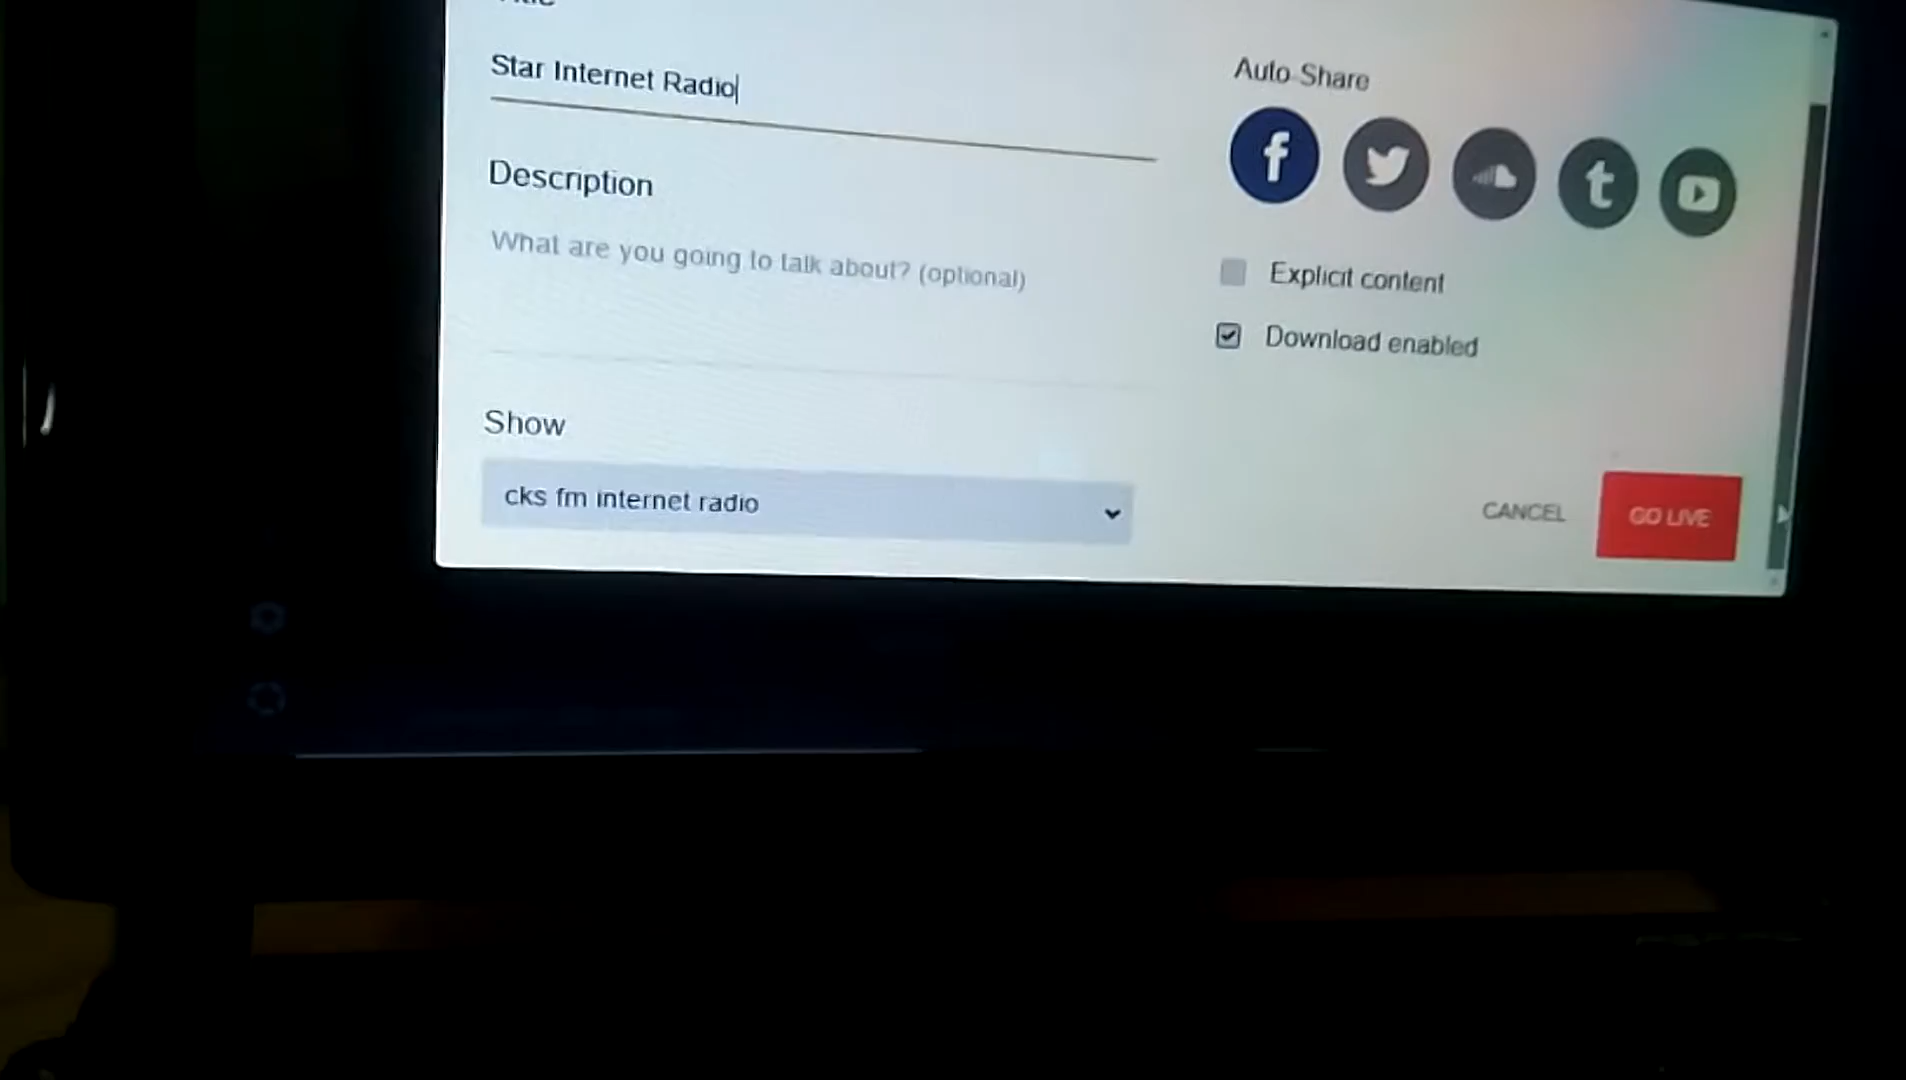 Star Internet Radio
Description
What are you going to talk about? (optional)
Show
cks fm internet radio
Auto-Share
Explicit content
Download enabled
CANCEL
GO LIVE